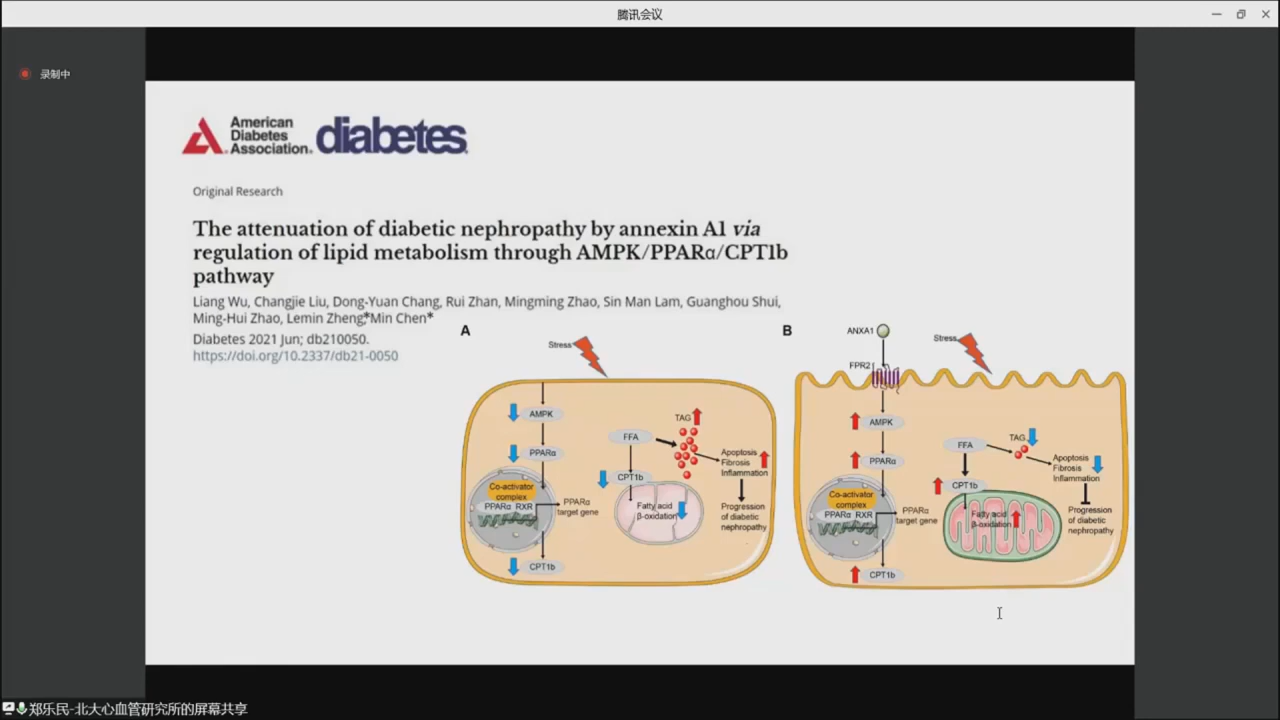 腾讯会议
录制中
American
Diabetes
Association.
diabetes
Original Research
The attenuation of diabetic nephropathy by annexin A1 via
regulation of lipid metabolism through AMPK/PPARα/CPT1b
pathway
Liang Wu, Changjie Liu, Dong-Yuan Chang, Rui Zhan, Mingming Zhao, Sin Man Lam, Guanghou Shui,
Ming-Hui Zhao, Lemin Zheng*Min Chen*
Diabetes 2021 Jun; db210050.
https://doi.org/10.2337/db21-0050
A
Stress
AMPK
PPARα
Co-activator
complex
PPARα RXR
PPARα
target gene
CPT1b
FFA
TAG
CPT1b
Fatty acid
β-oxidation
Apoptosis
Fibrosis
Inflammation
Progression
of diabetic
nephropathy
B
ANXA1
FPR2
Stress
AMPK
PPARα
Co-activator
complex
PPARα RXR
PPARα
target gene
CPT1b
FFA
TAG
CPT1b
Fatty acid
β-oxidation
Apoptosis
Fibrosis
Inflammation
Progression
of diabetic
nephropathy
郑乐民-北大心血管研究所的屏幕共享